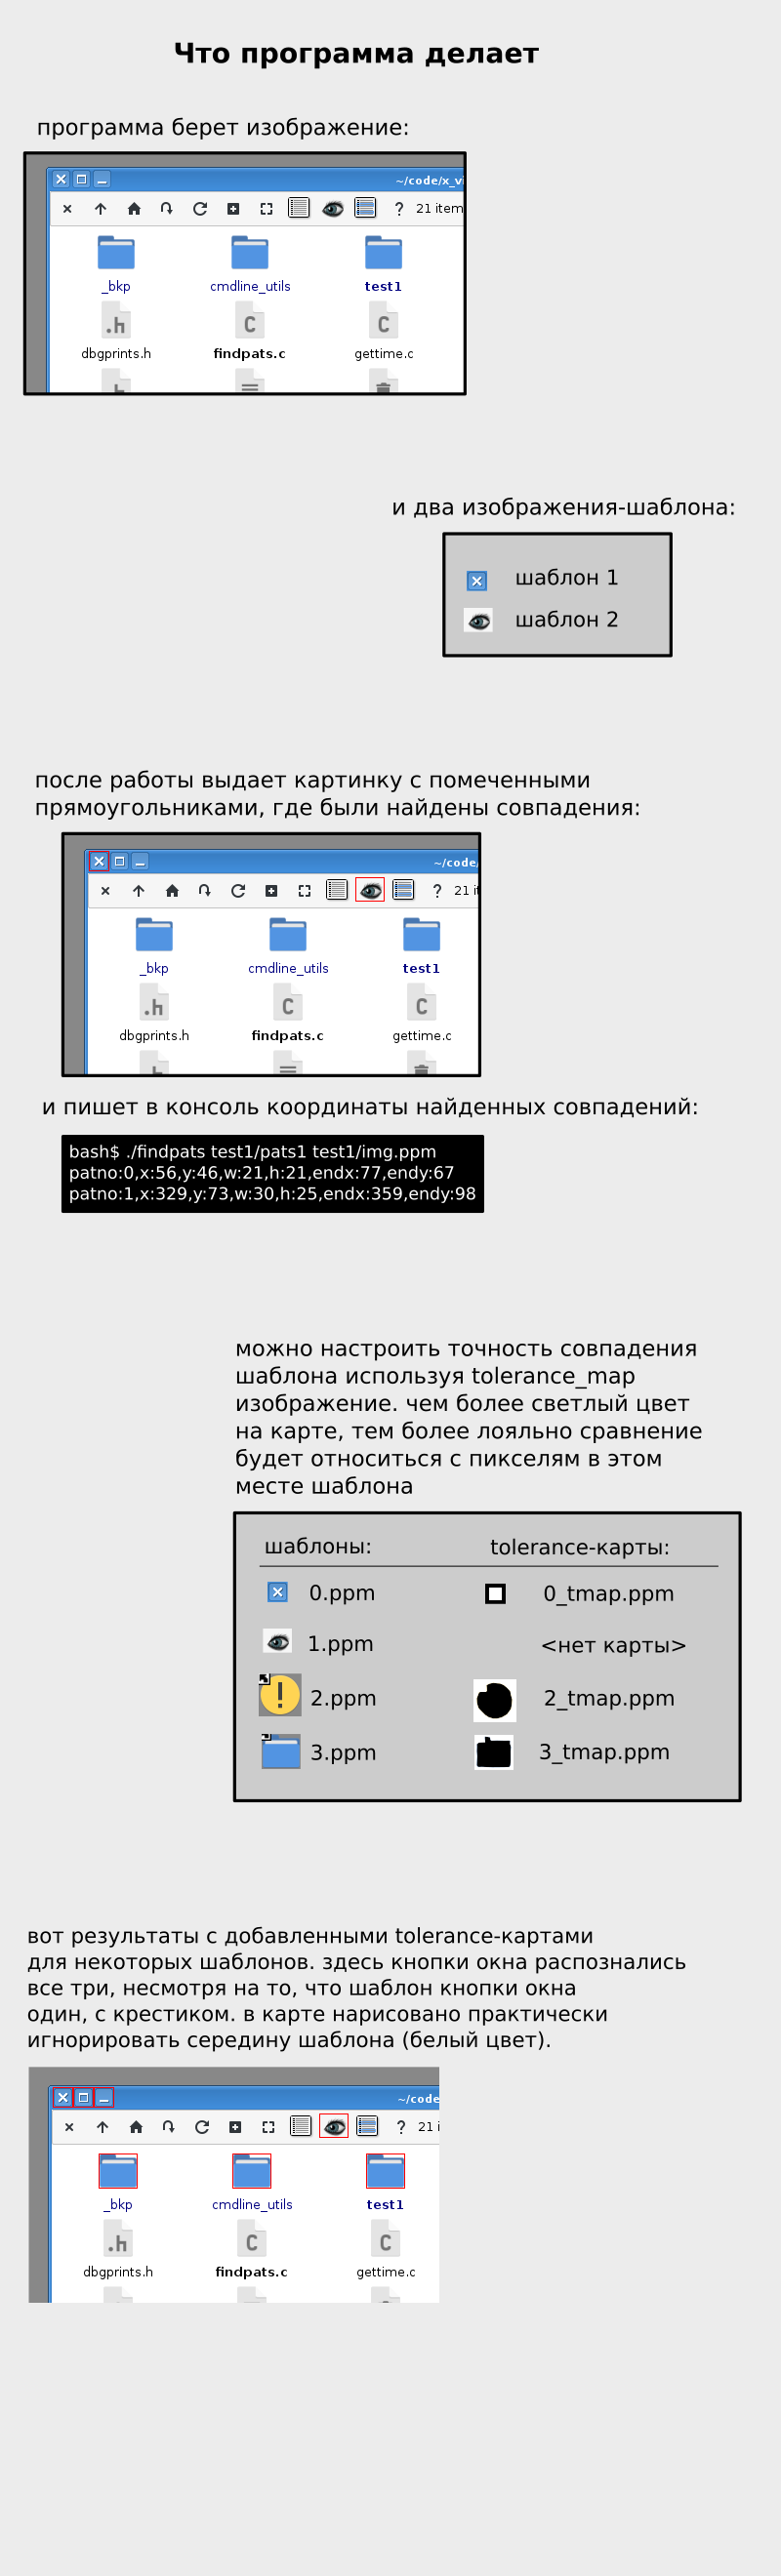 Что программа делает
программа берет изображение:
~/code/x_vi
? 21 item
_bkp cmdline_utils test1
.h C C
dbgprints.h findpats.c gettime.c
и два изображения-шаблона:
шаблон 1
шаблон 2
после работы выдает картинку с помеченными
прямоугольниками, где были найдены совпадения:
~/code/
? 21 it
_bkp cmdline_utils test1
.h C C
dbgprints.h findpats.c gettime.c
и пишет в консоль координаты найденных совпадений:
bash$ ./findpats test1/pats1 test1/img.ppm
patno:0,x:56,y:46,w:21,h:21,endx:77,endy:67
patno:1,x:329,y:73,w:30,h:25,endx:359,endy:98
можно настроить точность совпадения
шаблона используя tolerance_map
изображение. чем более светлый цвет
на карте, тем более лояльно сравнение
будет относиться с пикселям в этом
месте шаблона
шаблоны: tolerance-карты:
0.ppm 0_tmap.ppm
1.ppm <нет карты>
! 2.ppm 2_tmap.ppm
3.ppm 3_tmap.ppm
вот результаты с добавленными tolerance-картами
для некоторых шаблонов. здесь кнопки окна распознались
все три, несмотря на то, что шаблон кнопки окна
один, с крестиком. в карте нарисовано практически
игнорировать середину шаблона (белый цвет).
~/code
? 21 i
_bkp cmdline_utils test1
.h C C
dbgprints.h findpats.c gettime.c